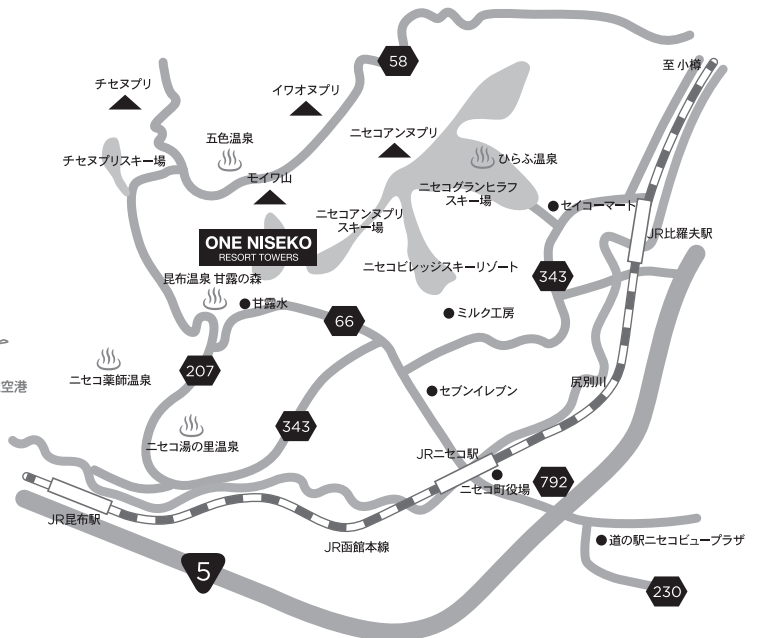 58
至 小樽
チセヌプリ
イワオヌプリ
五色温泉
ニセコアンヌプリ
チセヌプリスキー場
ひらふ温泉
モイワ山
ニセコグランヒラフ
スキー場
セイコーマート
ニセコアンヌプリ
スキー場
JR比羅夫駅
ONE NISEKO
RESORT TOWERS
ニセコビレッジスキーリゾート
343
昆布温泉 甘露の森
甘露水
ミルク工房
66
207
ニセコ薬師温泉
空港
尻別川
セブンイレブン
343
ニセコ湯の里温泉
JRニセコ駅
792
ニセコ町役場
JR昆布駅
JR函館本線
道の駅ニセコビュープラザ
5
230